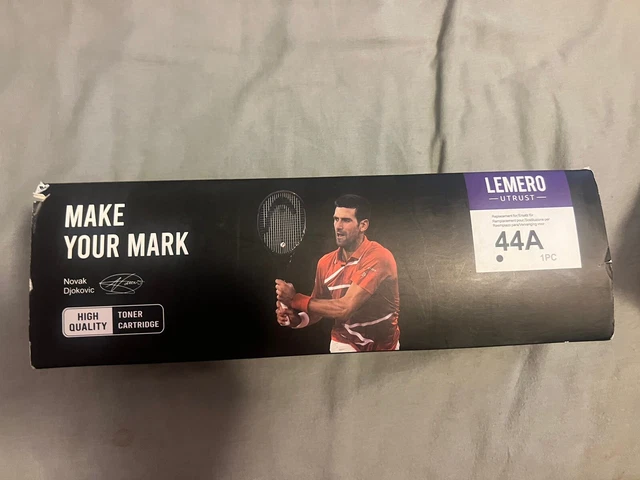 MAKE
YOUR MARK
Novak
Djokovic
HIGH
QUALITY
TONER
CARTRIDGE
LEMERO
UTRUST
44A
1PC